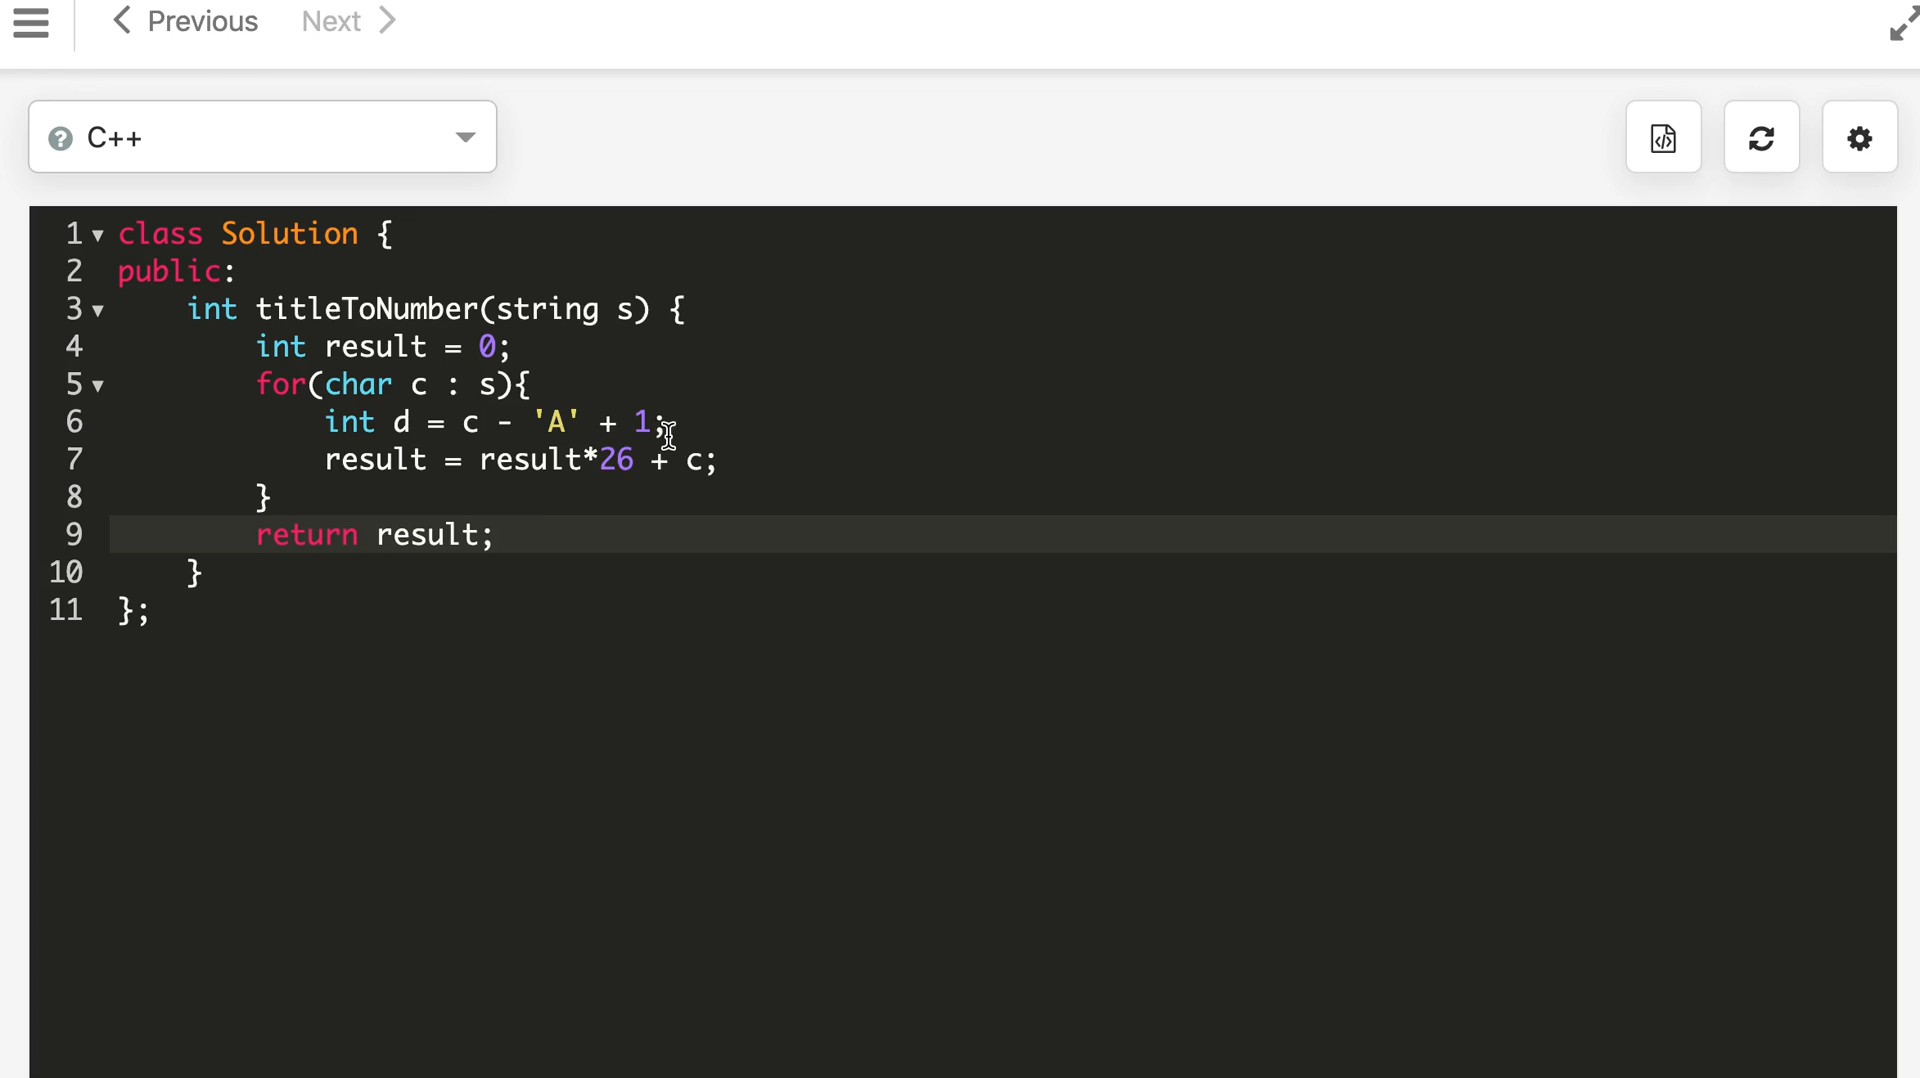 Previous Next
C++
1 class Solution {
2 public:
3 int titleToNumber(string s) {
4 int result = 0;
5 for(char c : s){
6 int d = c - 'A' + 1;
7 result = result*26 + c;
8 }
9 return result;
10 }
11 };